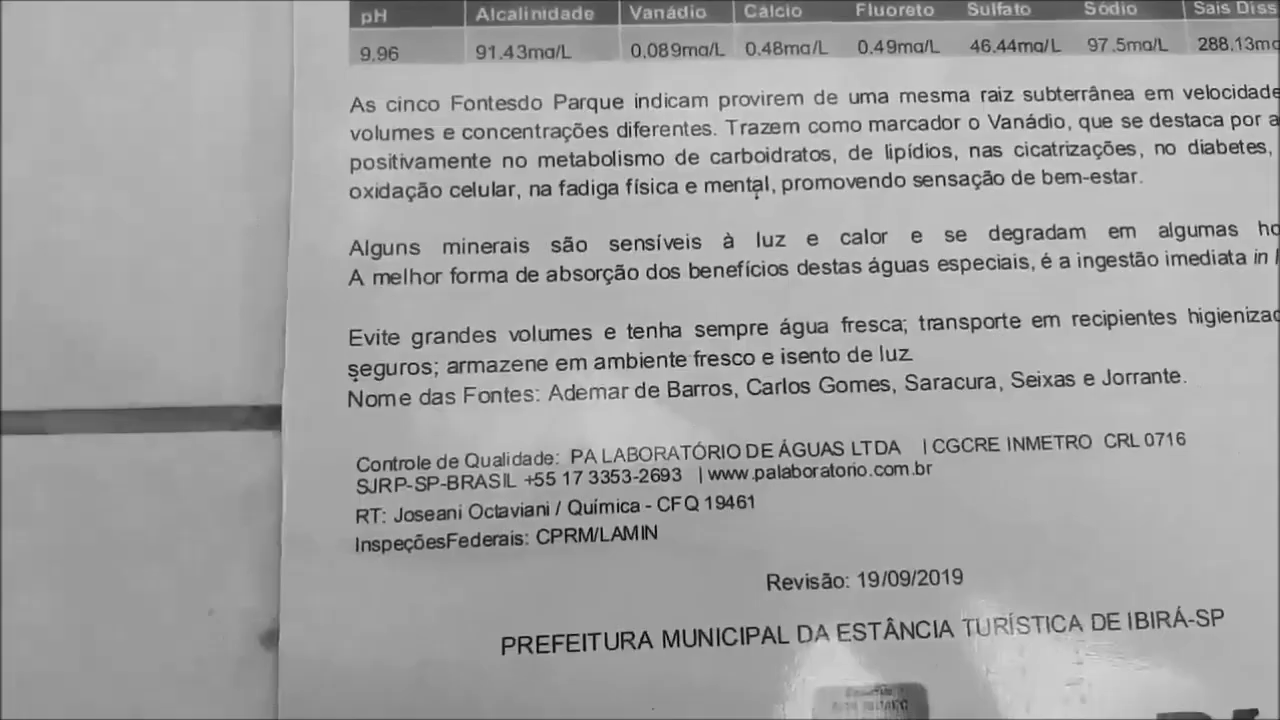 pH Alcalinidade Vanádio Cálcio Fluoreto Sulfato Sódio Sais Diss
9.96 91.43mg/L 0.089mg/L 0.48mg/L 0.49mg/L 46.44mg/L 97.5mg/L 288.13mg
As cinco Fontesdo Parque indicam provirem de uma mesma raiz subterrânea em velocidade
volumes e concentrações diferentes. Trazem como marcador o Vanádio, que se destaca por a
positivamente no metabolismo de carboidratos, de lipídios, nas cicatrizações, no diabetes,
oxidação celular, na fadiga física e mental, promovendo sensação de bem-estar.
Alguns minerais são sensíveis à luz e calor e se degradam em algumas ho
A melhor forma de absorção dos benefícios destas águas especiais, é a ingestão imediata in l
Evite grandes volumes e tenha sempre água fresca; transporte em recipientes higienizad
seguros; armazene em ambiente fresco e isento de luz
Nome das Fontes: Ademar de Barros, Carlos Gomes, Saracura, Seixas e Jorrante.
Controle de Qualidade: PA LABORATÓRIO DE ÁGUAS LTDA | CGCRE INMETRO CRL 0716
SJRP-SP-BRASIL +55 17 3353-2693 | www.palaboratorio.com.br
RT: Joseani Octaviani / Química - CFQ 19461
InspeçõesFederais: CPRM/LAMIN
Revisão: 19/09/2019
PREFEITURA MUNICIPAL DA ESTÂNCIA TURÍSTICA DE IBIRÁ-SP